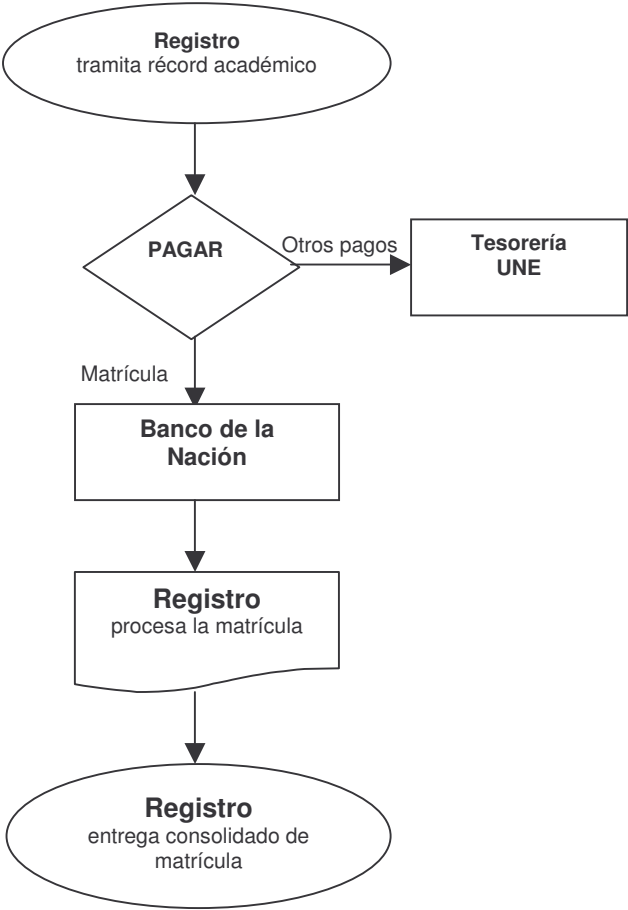 Registro
tramita récord académico
PAGAR
Otros pagos
Tesorería
UNE
Matrícula
Banco de la
Nación
Registro
procesa la matrícula
Registro
entrega consolidado de
matrícula